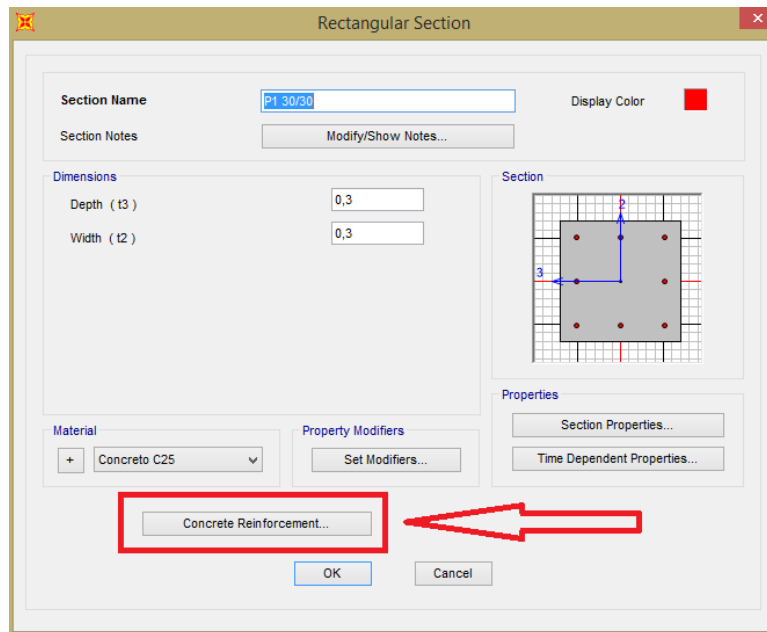 Rectangular Section
Section Name P1 30/30 Display Color
Section Notes Modify/Show Notes...
Dimensions
Depth ( t3 ) 0,3
Width ( t2 ) 0,3
Section
2
3
Properties
Section Properties...
Time Dependent Properties...
Material
+ Concreto C25
Property Modifiers
Set Modifiers...
Concrete Reinforcement...
OK Cancel